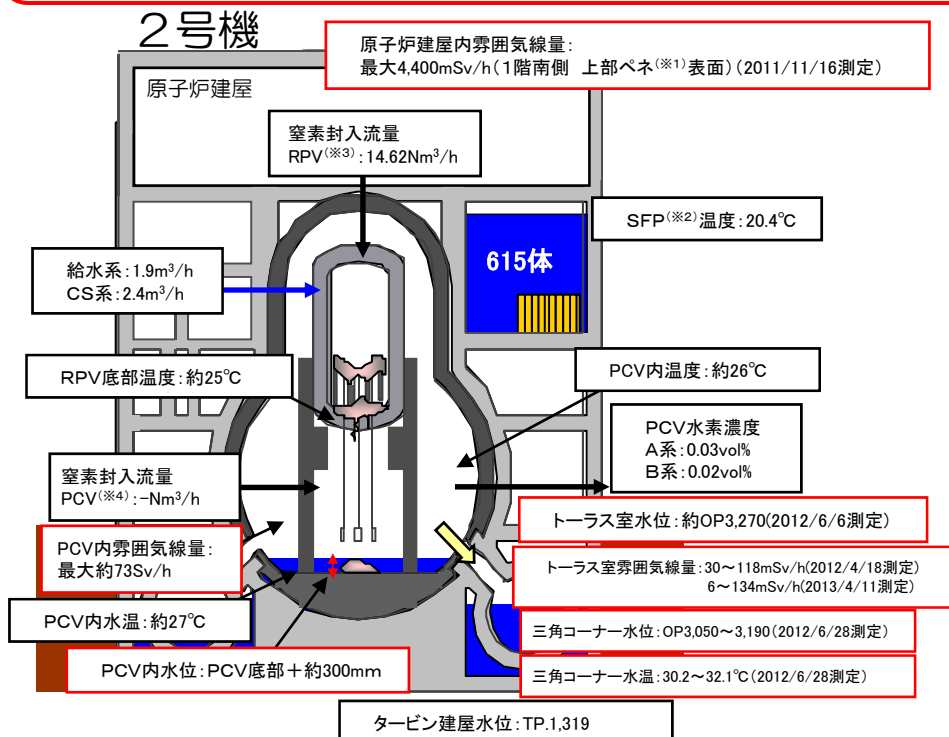 2号機
原子炉建屋内雰囲気線量:
最大4,400mSv/h(1階南側 上部ペネ(※1)表面)(2011/11/16測定)
原子炉建屋
窒素封入流量
RPV(※3):14.62Nm³/h
SFP(※2)温度:20.4℃
615体
給水系:1.9m³/h
CS系:2.4m³/h
RPV底部温度:約25℃
PCV内温度:約26℃
PCV水素濃度
A系:0.03vol%
B系:0.02vol%
窒素封入流量
PCV(※4):-Nm³/h
トーラス室水位:約OP3,270(2012/6/6測定)
PCV内雰囲気線量:
最大約73Sv/h
トーラス室雰囲気線量:30~118mSv/h(2012/4/18測定)
6~134mSv/h(2013/4/11測定)
PCV内水温:約27℃
三角コーナー水位:OP3,050~3,190(2012/6/28測定)
PCV内水位:PCV底部+約300mm
三角コーナー水温:30.2~32.1℃(2012/6/28測定)
タービン建屋水位:TP.1,319